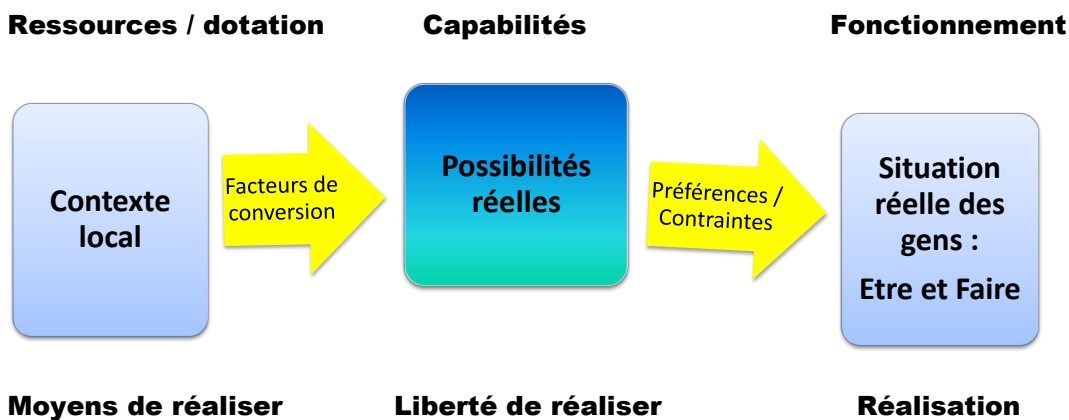 Ressources / dotation
Capabilités
Fonctionnement
Contexte
local
Facteurs de
conversion
Possibilités
réelles
Préférences /
Contraintes
Situation
réelle des
gens :
Etre et Faire
Moyens de réaliser
Liberté de réaliser
Réalisation